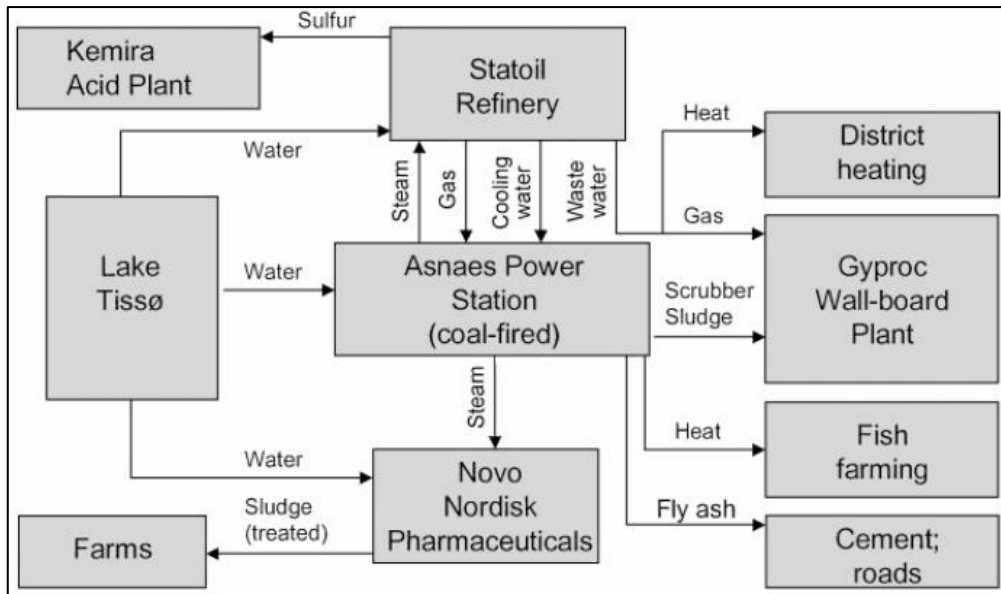 Sulfur
Kemira
Acid Plant
Statoil
Refinery
Heat
District
heating
Water
Steam
Gas
Cooling
water
Waste
water
Gas
Lake
Tissø
Water
Asnaes Power
Station
(coal-fired)
Scrubber
Sludge
Gyproc
Wall-board
Plant
Steam
Heat
Fish
farming
Water
Novo
Nordisk
Pharmaceuticals
Sludge
(treated)
Farms
Fly ash
Cement;
roads